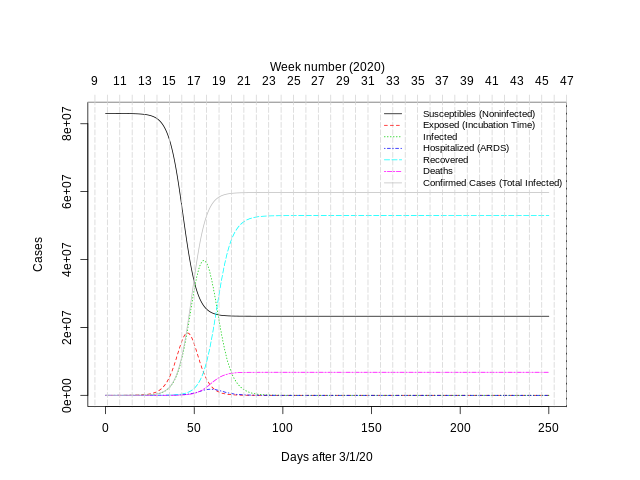 Week number (2020)
9 11 13 15 17 19 21 23 25 27 29 31 33 35 37 39 41 43 45 47
Susceptibles (Noninfected)
Exposed (Incubation Time)
Infected
Hospitalized (ARDS)
Recovered
Deaths
Confirmed Cases (Total Infected)
Cases
8e+07
6e+07
4e+07
2e+07
0e+00
0 50 100 150 200 250
Days after 3/1/20